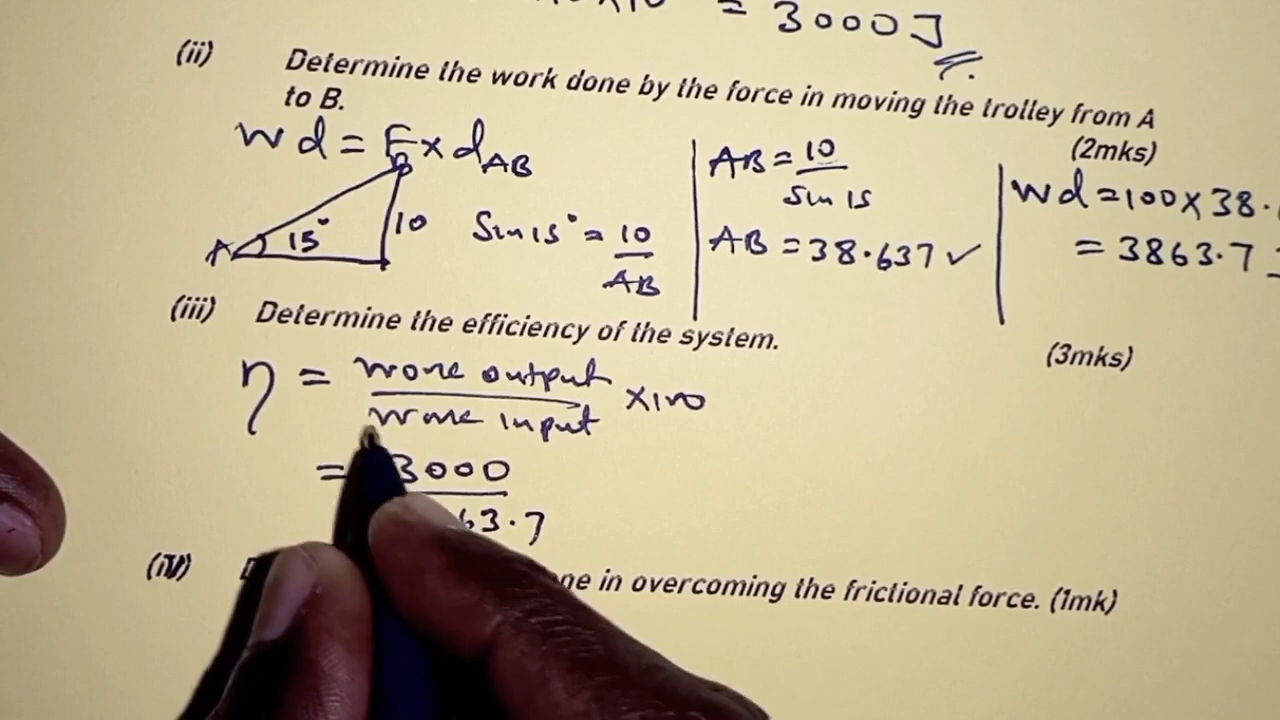 = 3000J
(ii) Determine the work done by the force in moving the trolley from A
to B. (2mks)
Wd = F x dAB
B
A 15° 10
Sin 15° = 10
AB
AB = 10
Sin 15
AB = 38.637 ✓
Wd = 100 x 38.
= 3863.7
(iii) Determine the efficiency of the system. (3mks)
η = work output
work input x100
= 3000
63.7
(iv) in overcoming the frictional force. (1mk)